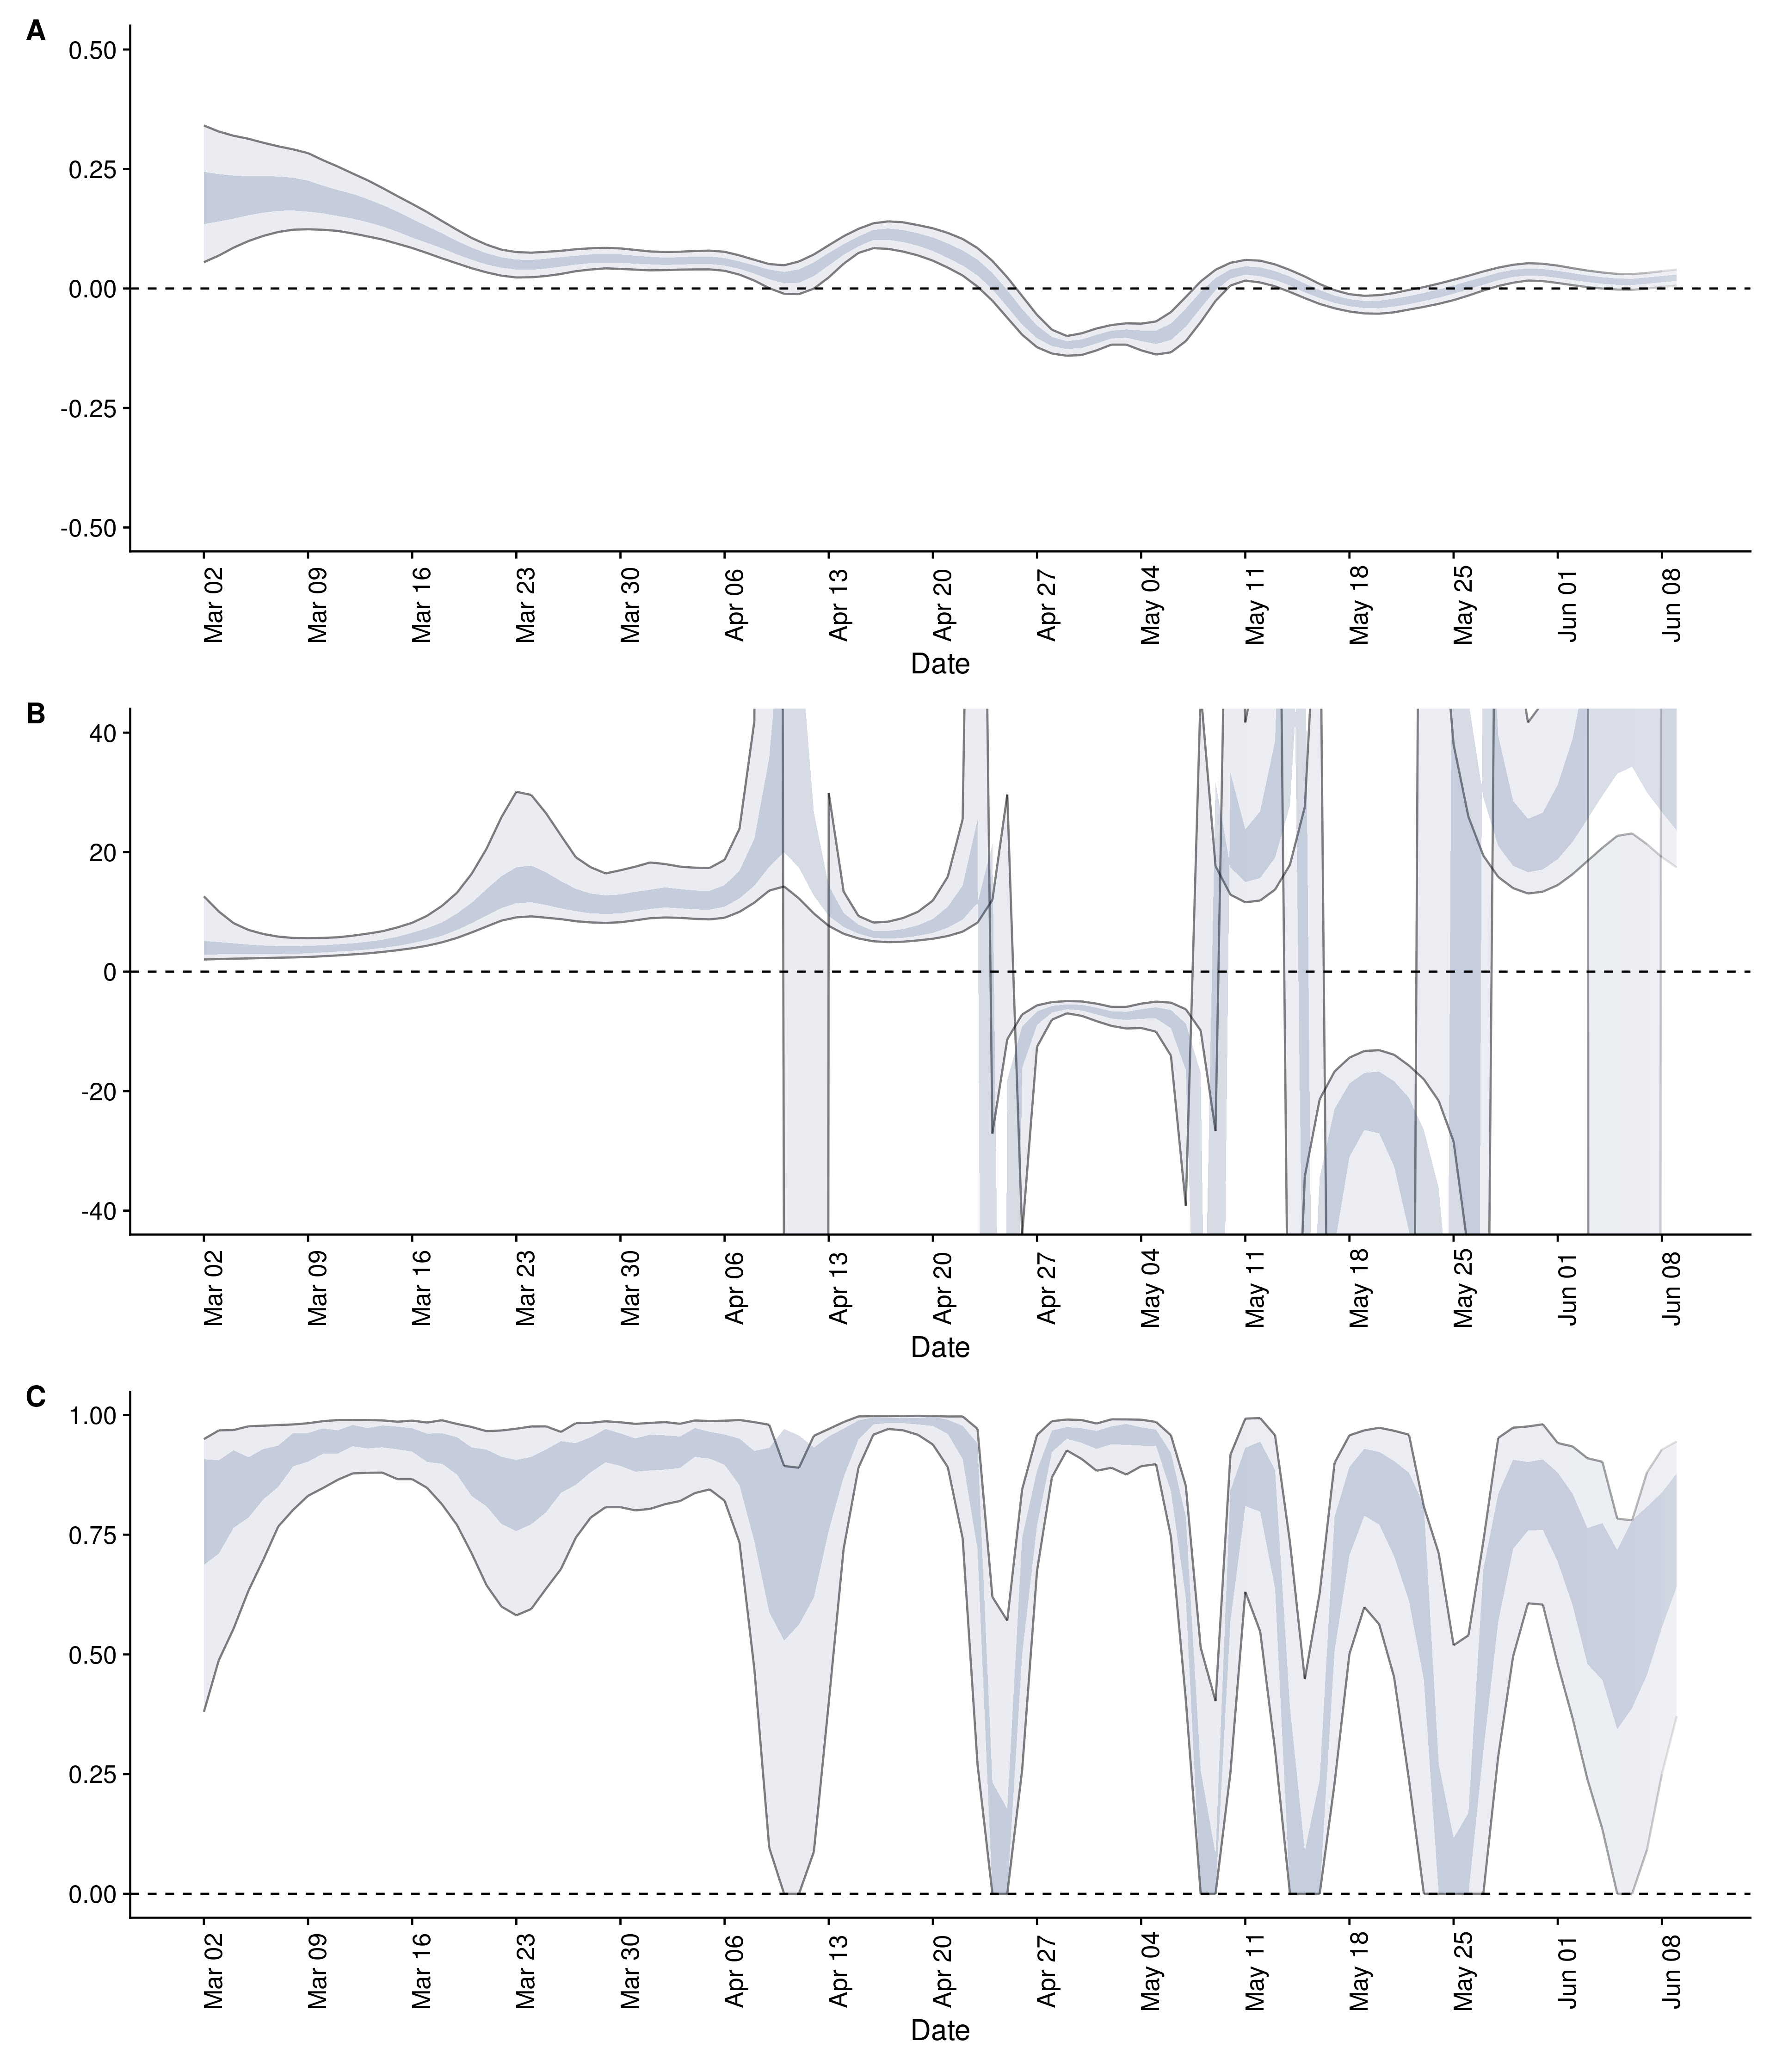 A
0.50
0.25
0.00
-0.25
-0.50
Mar 02
Mar 09
Mar 16
Mar 23
Mar 30
Apr 06
Apr 13
Apr 20
Apr 27
May 04
May 11
May 18
May 25
Jun 01
Jun 08
Date
B
40
20
0
-20
-40
Mar 02
Mar 09
Mar 16
Mar 23
Mar 30
Apr 06
Apr 13
Apr 20
Apr 27
May 04
May 11
May 18
May 25
Jun 01
Jun 08
Date
C
1.00
0.75
0.50
0.25
0.00
Mar 02
Mar 09
Mar 16
Mar 23
Mar 30
Apr 06
Apr 13
Apr 20
Apr 27
May 04
May 11
May 18
May 25
Jun 01
Jun 08
Date